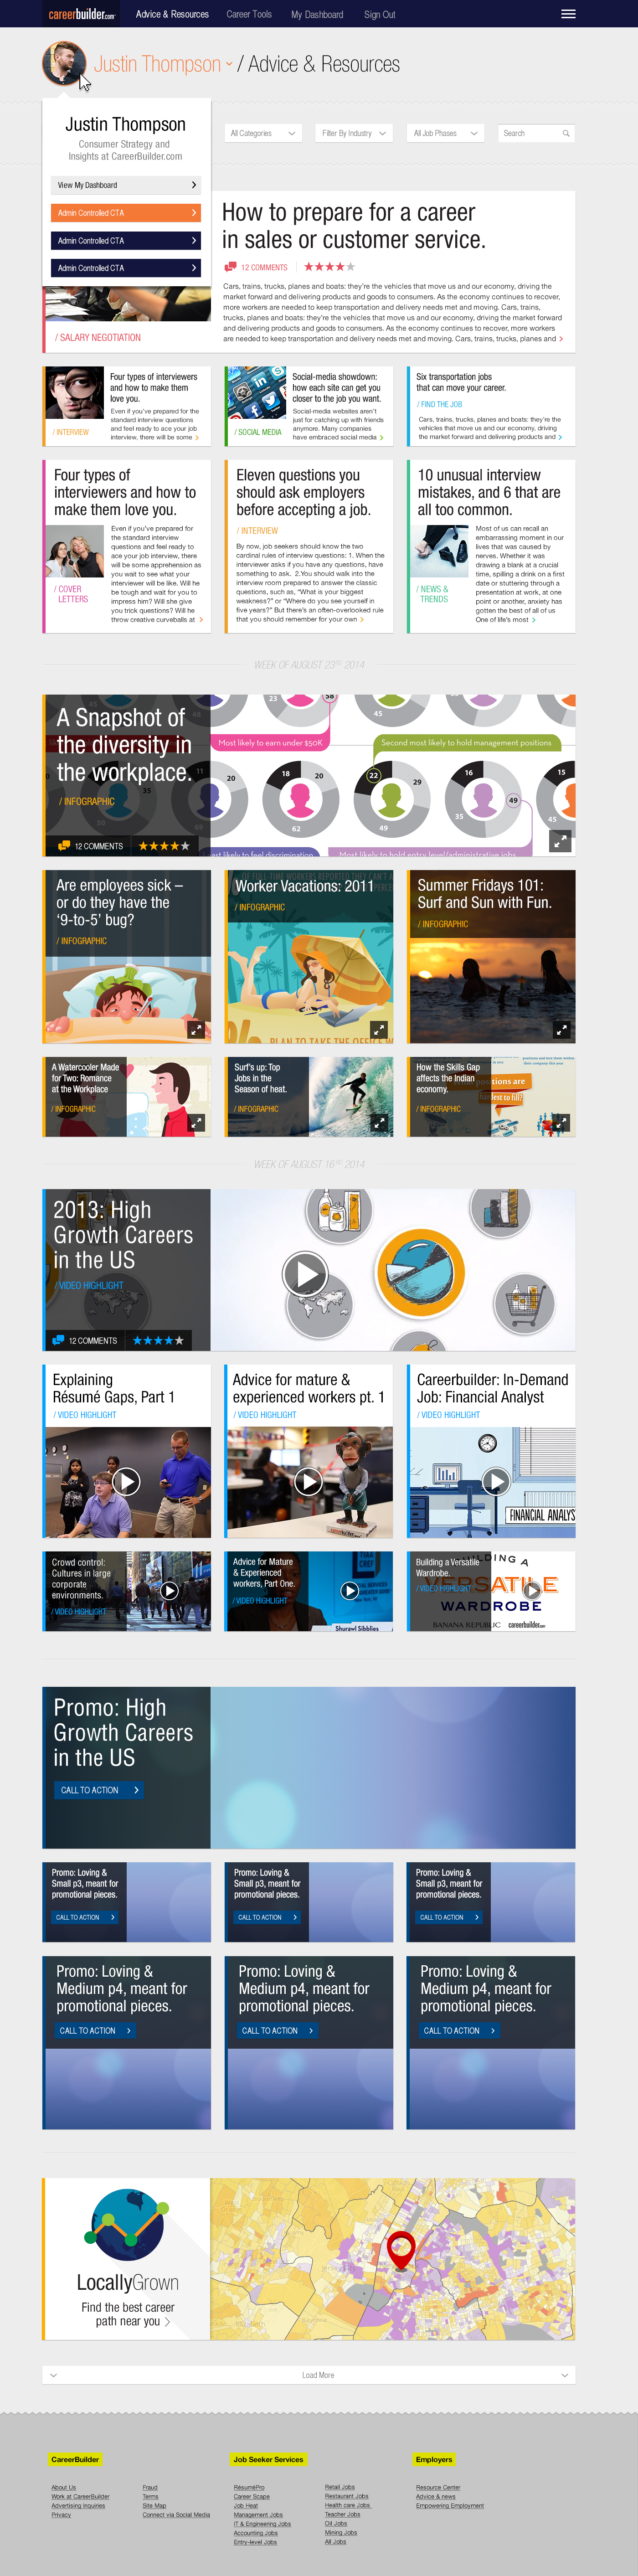 careerbuilder.com
Advice & Resources
Career Tools
My Dashboard
Sign Out
Justin Thompson / Advice & Resources
Justin Thompson
Consumer Strategy and
Insights at CareerBuilder.com
View My Dashboard
Admin Controlled CTA
Admin Controlled CTA
Admin Controlled CTA
All Categories
Filter By Industry
All Job Phases
Search
How to prepare for a career
in sales or customer service.
12 COMMENTS
Cars, trains, trucks, planes and boats: they're the vehicles that move us and our economy, driving the
market forward and delivering products and goods to consumers. As the economy continues to recover,
more workers are needed to keep transportation and delivery needs met and moving. Cars, trains,
trucks, planes and boats: they're the vehicles that move us and our economy, driving the market forward
and delivering products and goods to consumers. As the economy continues to recover, more workers
are needed to keep transportation and delivery needs met and moving. Cars, trains, trucks, planes and
/ SALARY NEGOTIATION
Four types of interviewers
and how to make them
love you.
Even if you've prepared for the
standard interview questions
and feel ready to ace your job
interview, there will be some
/ INTERVIEW
Social-media showdown:
how each site can get you
closer to the job you want.
Social-media websites aren't
just for catching up with friends
anymore. Many companies
have embraced social media
/ SOCIAL MEDIA
Six transportation jobs
that can move your career.
/ FIND THE JOB
Cars, trains, trucks, planes and boats: they're the
vehicles that move us and our economy, driving
the market forward and delivering products and
Four types of
interviewers and how to
make them love you.
Even if you've prepared for
the standard interview
questions and feel ready to
ace your job interview, there
will be some apprehension as
you wait to see what your
interviewer will be like. Will he
be tough and wait for you to
impress him? Will she give
you trick questions? Will he
throw creative curveballs at
/ COVER
LETTERS
Eleven questions you
should ask employers
before accepting a job.
/ INTERVIEW
By now, job seekers should know the two
cardinal rules of interview questions: 1. When the
interviewer asks if you have any questions, have
something to ask. 2.You should walk into the
interview room prepared to answer the classic
questions, such as, "What is your biggest
weakness?" or "Where do you see yourself in
five years?" But there's an often-overlooked rule
that you should remember for your own
10 unusual interview
mistakes, and 6 that are
all too common.
Most of us can recall an
embarrassing moment in our
lives that was caused by
nerves. Whether it was
drawing a blank at a crucial
time, spilling a drink on a first
date or stuttering through a
presentation at work, at one
point or another, anxiety has
gotten the best of all of us
One of life's most
/ NEWS &
TRENDS
WEEK OF AUGUST 23RD 2014
A Snapshot of
the diversity in
the workplace.
/ INFOGRAPHIC
12 COMMENTS
23
58
45
Most likely to earn under $50K
Second most likely to hold management positions
11
20
18
20
22
29
16
15
35
49
62
49
35
45
Most likely to hold entry level/administrative jobs
Are employees sick –
or do they have the
'9-to-5' bug?
/ INFOGRAPHIC
Worker Vacations: 2011
/ INFOGRAPHIC
PLAN TO TAKE THE OFFICE W
Summer Fridays 101:
Surf and Sun with Fun.
/ INFOGRAPHIC
A Watercooler Made
for Two: Romance
at the Workplace
/ INFOGRAPHIC
Surf's up: Top
Jobs in the
Season of heat.
/ INFOGRAPHIC
How the Skills Gap
affects the Indian
economy.
/ INFOGRAPHIC
WEEK OF AUGUST 16TH 2014
2013: High
Growth Careers
in the US
/ VIDEO HIGHLIGHT
12 COMMENTS
Explaining
Résumé Gaps, Part 1
/ VIDEO HIGHLIGHT
Advice for mature &
experienced workers pt. 1
/ VIDEO HIGHLIGHT
Careerbuilder: In-Demand
Job: Financial Analyst
/ VIDEO HIGHLIGHT
FINANCIAL ANALYS
Crowd control:
Cultures in large
corporate
environments.
/ VIDEO HIGHLIGHT
Advice for Mature
& Experienced
workers, Part One.
/ VIDEO HIGHLIGHT
Shurawl Sibblies
Building a Versatile
Wardrobe.
/ VIDEO HIGHLIGHT
VERSATILE
WARDROBE
BANANA REPUBLIC
careerbuilder.com
Promo: High
Growth Careers
in the US
CALL TO ACTION
Promo: Loving &
Small p3, meant for
promotional pieces.
CALL TO ACTION
Promo: Loving &
Small p3, meant for
promotional pieces.
CALL TO ACTION
Promo: Loving &
Small p3, meant for
promotional pieces.
CALL TO ACTION
Promo: Loving &
Medium p4, meant for
promotional pieces.
CALL TO ACTION
Promo: Loving &
Medium p4, meant for
promotional pieces.
CALL TO ACTION
Promo: Loving &
Medium p4, meant for
promotional pieces.
CALL TO ACTION
LocallyGrown
Find the best career
path near you
Load More
CareerBuilder
About Us
Work at CareerBuilder
Advertising Inquiries
Privacy
Fraud
Terms
Site Map
Connect via Social Media
Job Seeker Services
RésuméPro
Career Scape
Job Heat
Management Jobs
IT & Engineering Jobs
Accounting Jobs
Entry-level Jobs
Retail Jobs
Restaurant Jobs
Health care Jobs
Teacher Jobs
Oil Jobs
Mining Jobs
All Jobs
Employers
Resource Center
Advice & news
Empowering Employment